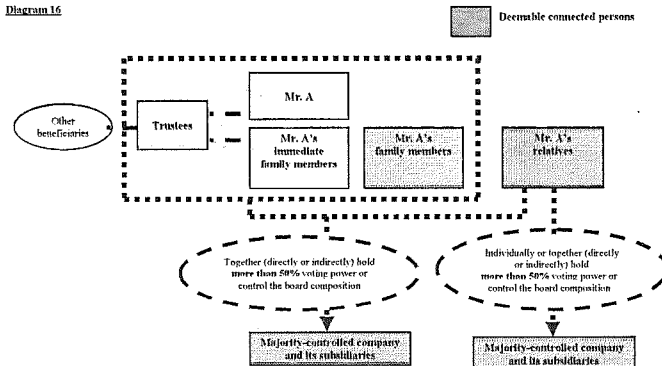 Diagram 16
Deemable connected persons
Other
beneficiaries
Trustees
Mr. A
Mr. A's
immediate
family members
Mr. A's
family members
Mr. A's
relatives
Together (directly or indirectly) hold
more than 50% voting power or
control the board composition
Individually or together (directly
or indirectly) hold
more than 50% voting power or
control the board composition
Majority-controlled company
and its subsidiaries
Majority-controlled company
and its subsidiaries